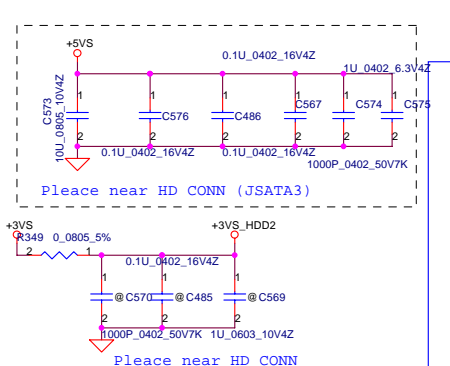 +5VS
0.1U_0402_16V4Z
1U_0402_6.3V4Z
C573
10U_0805_10V4Z
1
1
1
1
1
1
C576
C486
C567
C574
C575
2
2
2
2
2
2
0.1U_0402_16V4Z
0.1U_0402_16V4Z
1000P_0402_50V7K
Pleace near HD CONN (JSATA3)
+3VS
+3VS_HDD2
R349 0_0805_5%
2
1
0.1U_0402_16V4Z
1
1
1
@C570
@C485
@C569
2
2
2
1000P_0402_50V7K
1U_0603_10V4Z
Pleace near HD CONN